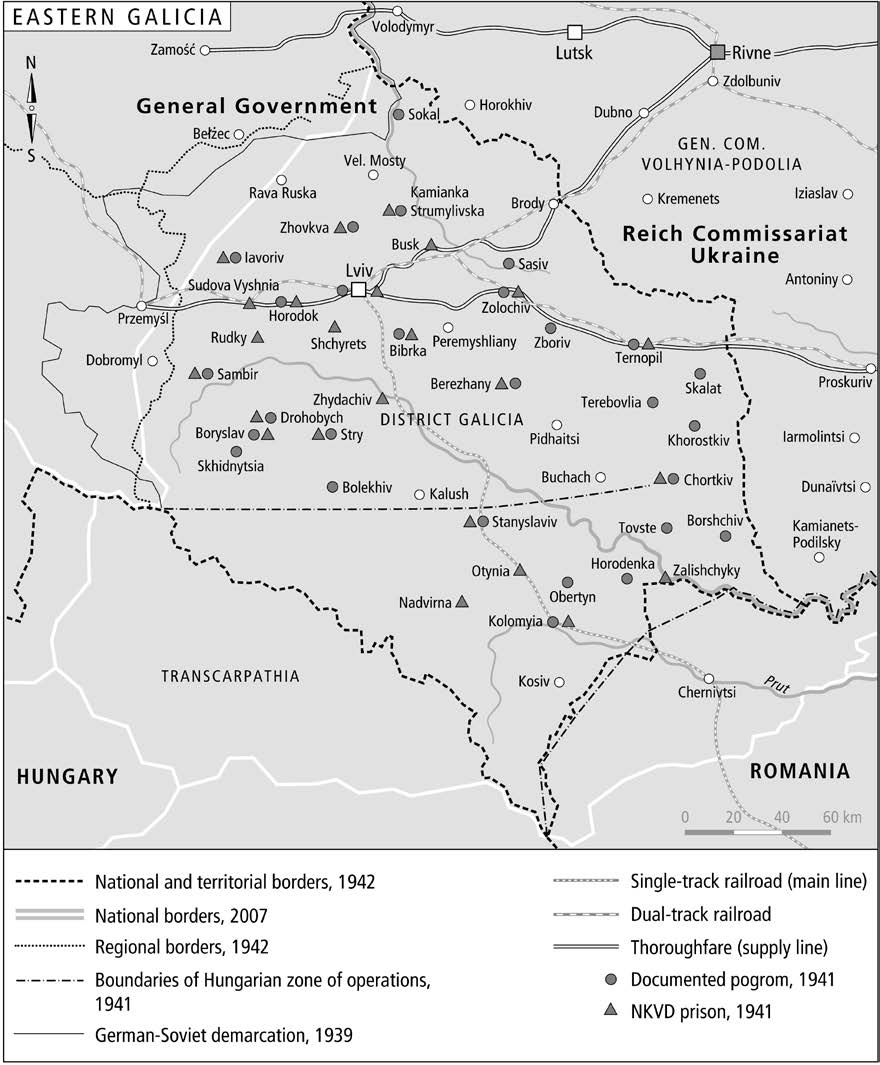 EASTERN GALICIA
Volodymyr
Zamość
Lutsk
Rivne
N
S
Zdolbuniv
General Government
Sokal
Horokhiv
Dubno
Bełżec
GEN. COM.
VOLHYNIA-PODOLIA
Vel. Mosty
Rava Ruska
Kamianka
Strumylivska
Brody
Kremenets
Iziaslav
Zhovkva
Reich Commissariat
Ukraine
Busk
Iavoriv
Sasiv
Lviv
Antoniny
Sudova Vyshnia
Zolochiv
Przemyśl
Horodok
Rudky
Shchyrets
Bibrka
Peremyshliany
Zboriv
Ternopil
Dobromyl
Sambir
Berezhany
Skalat
Proskuriv
Zhydachiv
Terebovlia
Drohobych
DISTRICT GALICIA
Boryslav
Stry
Pidhaitsi
Khorostkiv
Iarmolintsi
Skhidnytsia
Bolekhiv
Kalush
Buchach
Chortkiv
Dunaïvtsi
Stanyslaviv
Tovste
Borshchiv
Kamianets-
Podilsky
Otynia
Horodenka
Zalishchyky
Obertyn
Nadvirna
Kolomyia
TRANSCARPATHIA
Kosiv
Chernivtsi
Prut
HUNGARY
ROMANIA
0 20 40 60 km
National and territorial borders, 1942
National borders, 2007
Regional borders, 1942
Boundaries of Hungarian zone of operations,
1941
German-Soviet demarcation, 1939
Single-track railroad (main line)
Dual-track railroad
Thoroughfare (supply line)
Documented pogrom, 1941
NKVD prison, 1941